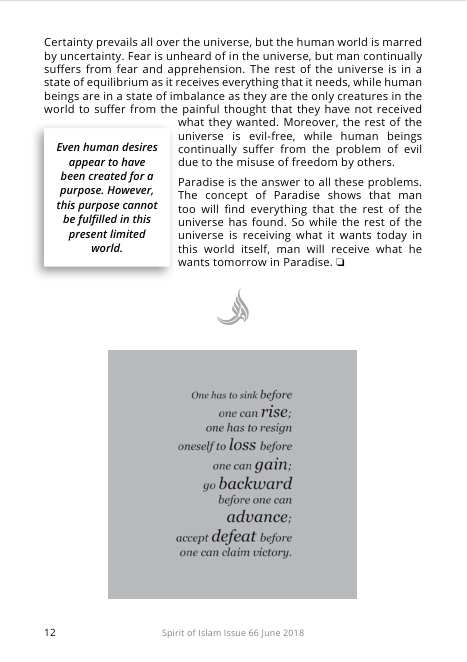 Certainty prevails all over the universe, but the human world is marred
by uncertainty. Fear is unheard of in the universe, but man continually
suffers from fear and apprehension. The rest of the universe is in a
state of equilibrium as it receives everything that it needs, while human
beings are in a state of imbalance as they are the only creatures in the
world to suffer from the painful thought that they have not received
what they wanted. Moreover, the rest of the
universe is evil-free, while human beings
continually suffer from the problem of evil
due to the misuse of freedom by others.
Even human desires
appear to have
been created for a
purpose. However,
this purpose cannot
be fulfilled in this
present limited
world.
Paradise is the answer to all these problems.
The concept of Paradise shows that man
too will find everything that the rest of the
universe has found. So while the rest of the
universe is receiving what it wants today in
this world itself, man will receive what he
wants tomorrow in Paradise. ❑
One has to sink before
one can rise;
one has to resign
oneself to loss before
one can gain;
go backward
before one can
advance;
accept defeat before
one can claim victory.
12
Spirit of Islam Issue 66 June 2018